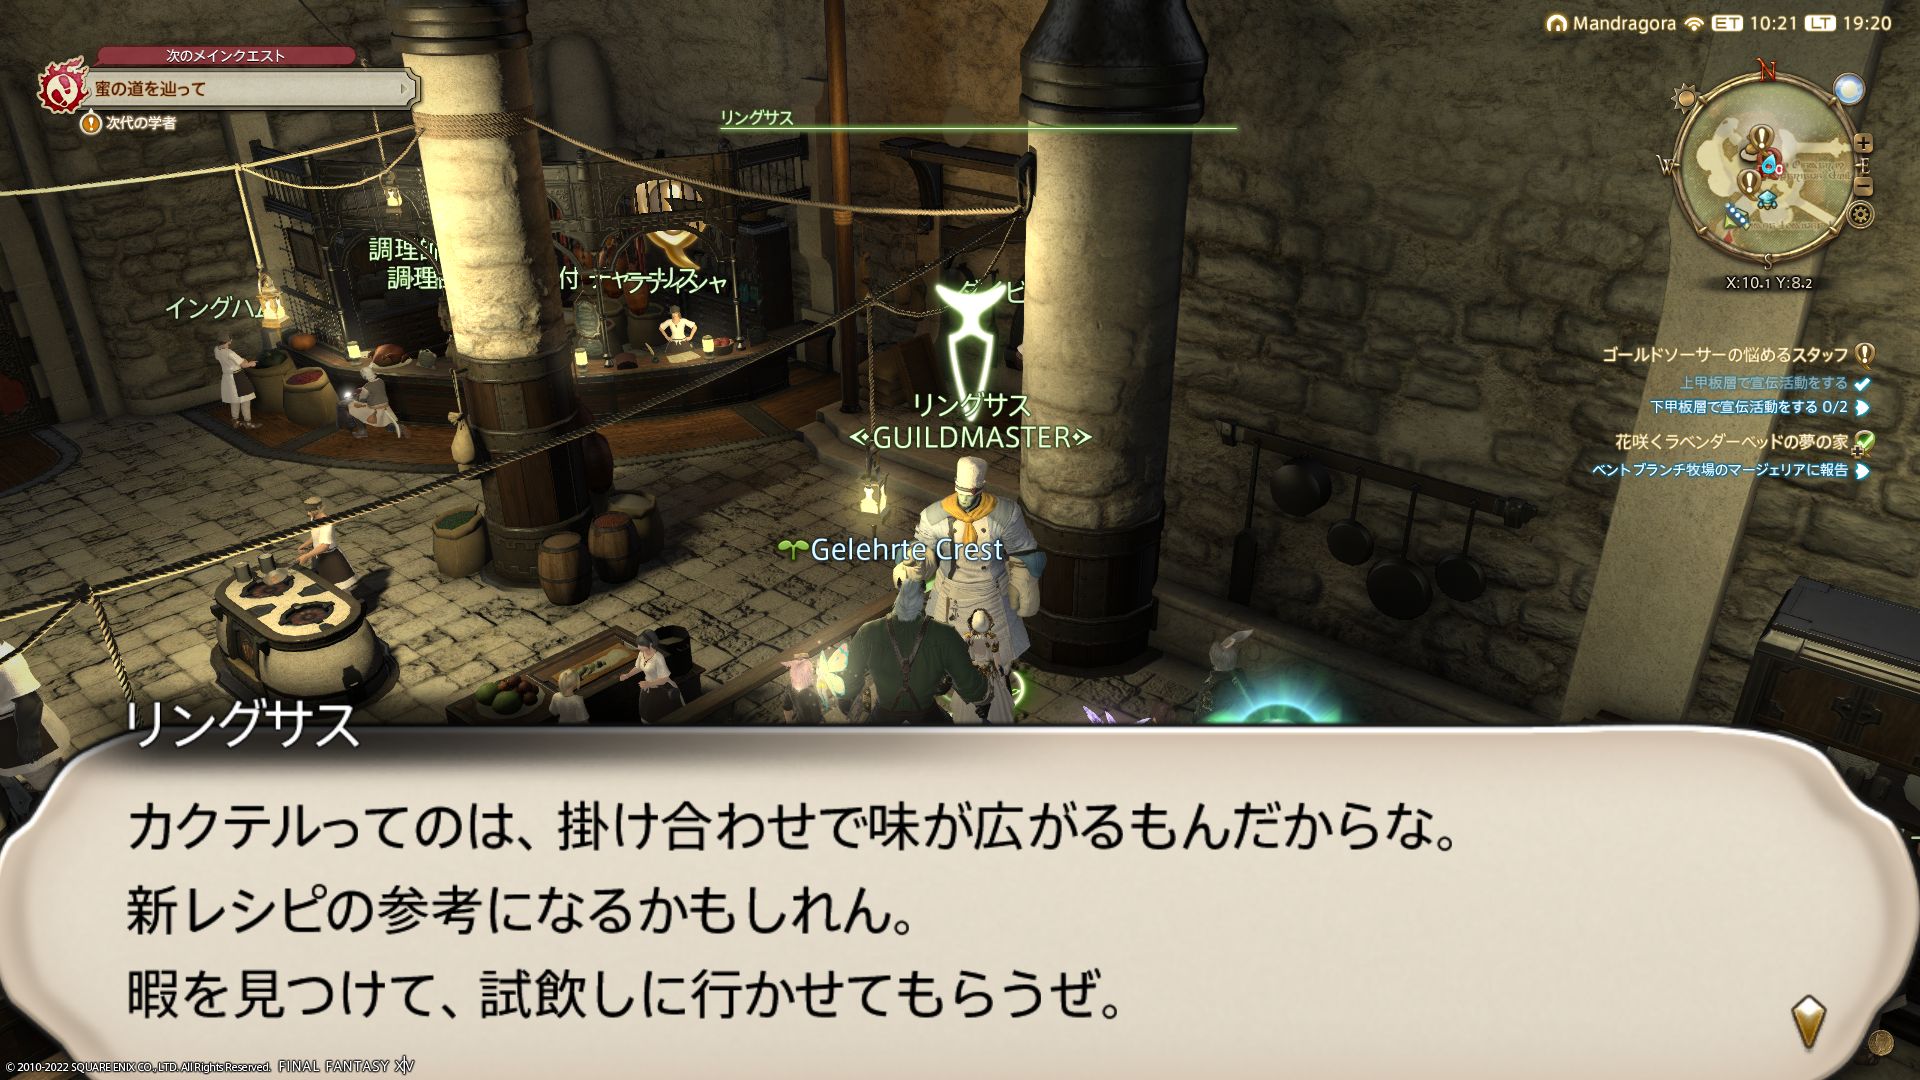 Mandragora ET 10:21 LT 19:20
次のメインクエスト
蜜の道を辿って
次代の学者
リングサス
N
W
E
S
X:10.1 Y:8.2
調理師
調理
付
イングハム
リングサス
<GUILDMASTER>
Gelehrte Crest
ゴールドソーサーの悩めるスタッフ
上甲板層で宣伝活動をする
下甲板層で宣伝活動をする 0/2
花咲くラベンダーベッドの夢の家
ベントブランチ牧場のマージェリアに報告
リングサス
カクテルってのは、掛け合わせで味が広がるもんだからな。
新レシピの参考になるかもしれん。
暇を見つけて、試飲しに行かせてもらうぜ。
© 2010-2022 SQUARE ENIX CO., LTD. All Rights Reserved. FINAL FANTASY XIV